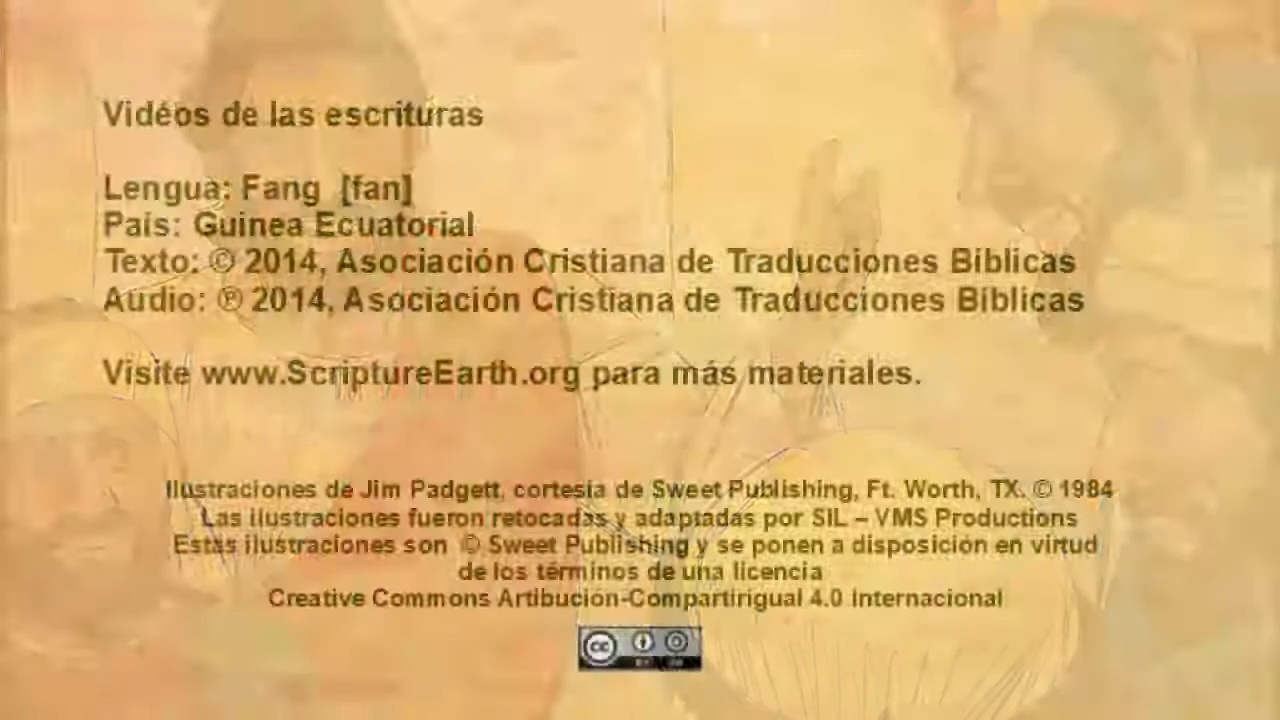 Vidéos de las escrituras
Lengua: Fang [fan]
País: Guinea Ecuatorial
Texto: © 2014, Asociación Cristiana de Traducciones Bíblicas
Audio: ℗ 2014, Asociación Cristiana de Traducciones Bíblicas
Visite www.ScriptureEarth.org para más materiales.
Ilustraciones de Jim Padgett, cortesía de Sweet Publishing, Ft. Worth, TX. © 1984
Las ilustraciones fueron retocadas y adaptadas por SIL – VMS Productions
Estas ilustraciones son © Sweet Publishing y se ponen a disposición en virtud
de los términos de una licencia
Creative Commons Artibución-Compartirigual 4.0 Internacional
cc